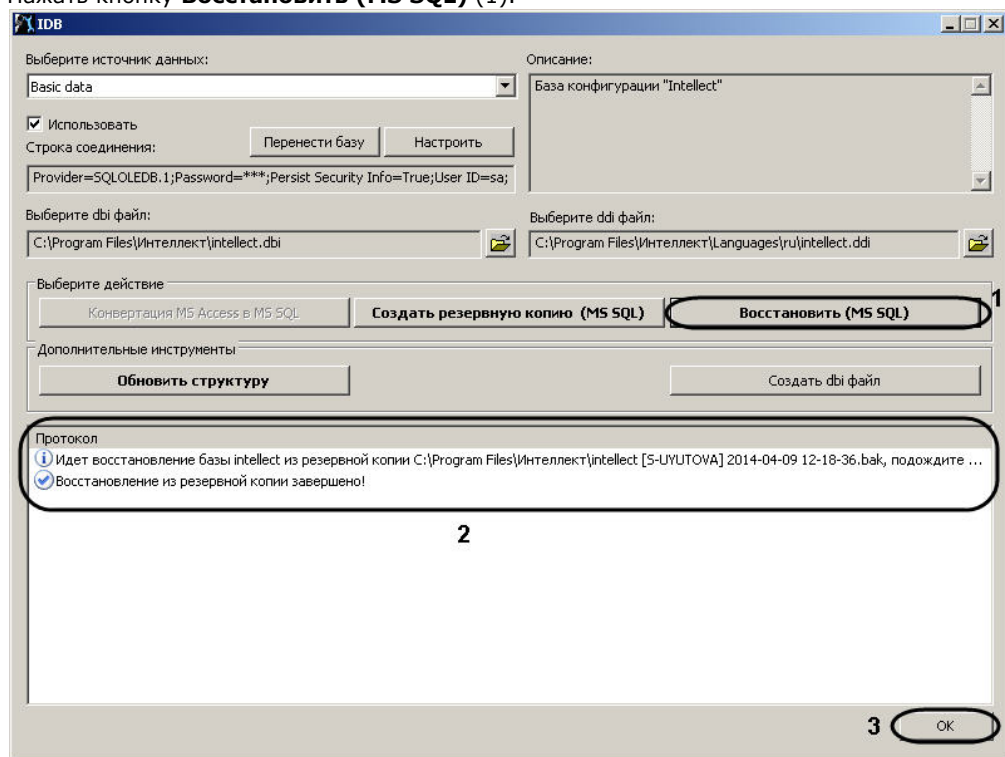 Нажать кнопку Восстановить (MS SQL) (1).
IDB
Выберите источник данных:
Описание:
Basic data
База конфигурации "Intellect"
Использовать
Строка соединения:
Перенести базу
Настроить
Provider=SQLOLEDB.1;Password=***;Persist Security Info=True;User ID=sa;
Выберите dbi файл:
Выберите ddi файл:
C:\Program Files\Интеллект\intellect.dbi
C:\Program Files\Интеллект\Languages\ru\intellect.ddi
Выберите действие
1
Конвертация MS Access в MS SQL
Создать резервную копию (MS SQL)
Восстановить (MS SQL)
Дополнительные инструменты
Обновить структуру
Создать dbi файл
Протокол
Идет восстановление базы intellect из резервной копии C:\Program Files\Интеллект\intellect [S-UYUTOVA] 2014-04-09 12-18-36.bak, подождите ...
Восстановление из резервной копии завершено!
2
3
OK